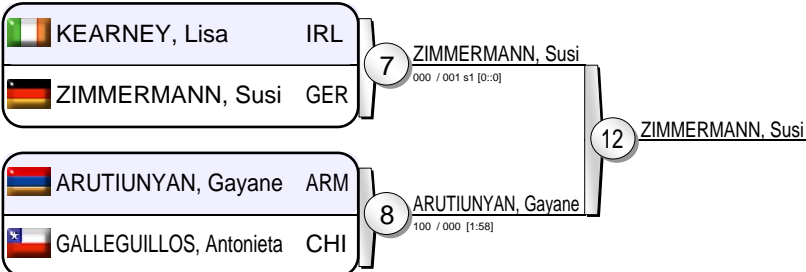 KEARNEY, Lisa IRL
ZIMMERMANN, Susi GER
7
ZIMMERMANN, Susi
000 / 001 s1 [0::0]
ARUTIUNYAN, Gayane ARM
GALLEGUILLOS, Antonieta CHI
8
ARUTIUNYAN, Gayane
100 / 000 [1:58]
12
ZIMMERMANN, Susi